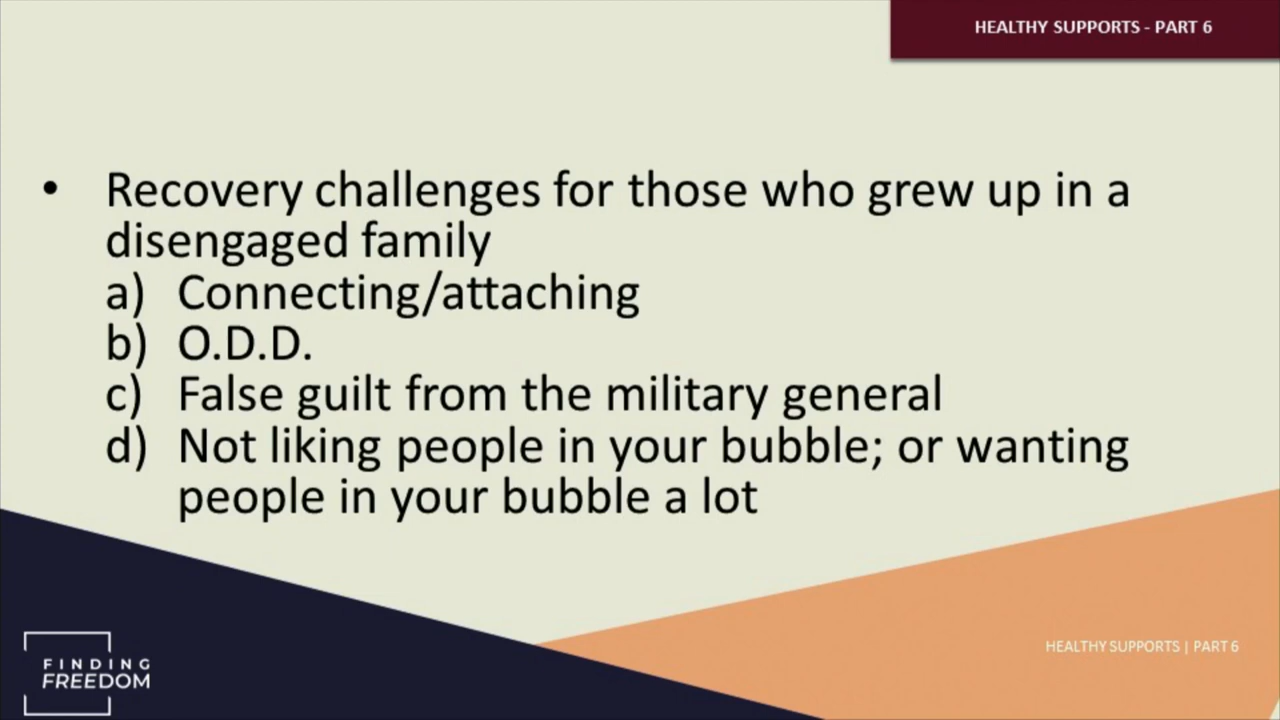 HEALTHY SUPPORTS - PART 6
• Recovery challenges for those who grew up in a
disengaged family
a) Connecting/attaching
b) O.D.D.
c) False guilt from the military general
d) Not liking people in your bubble; or wanting
people in your bubble a lot
HEALTHY SUPPORTS | PART 6
FINDING
FREEDOM